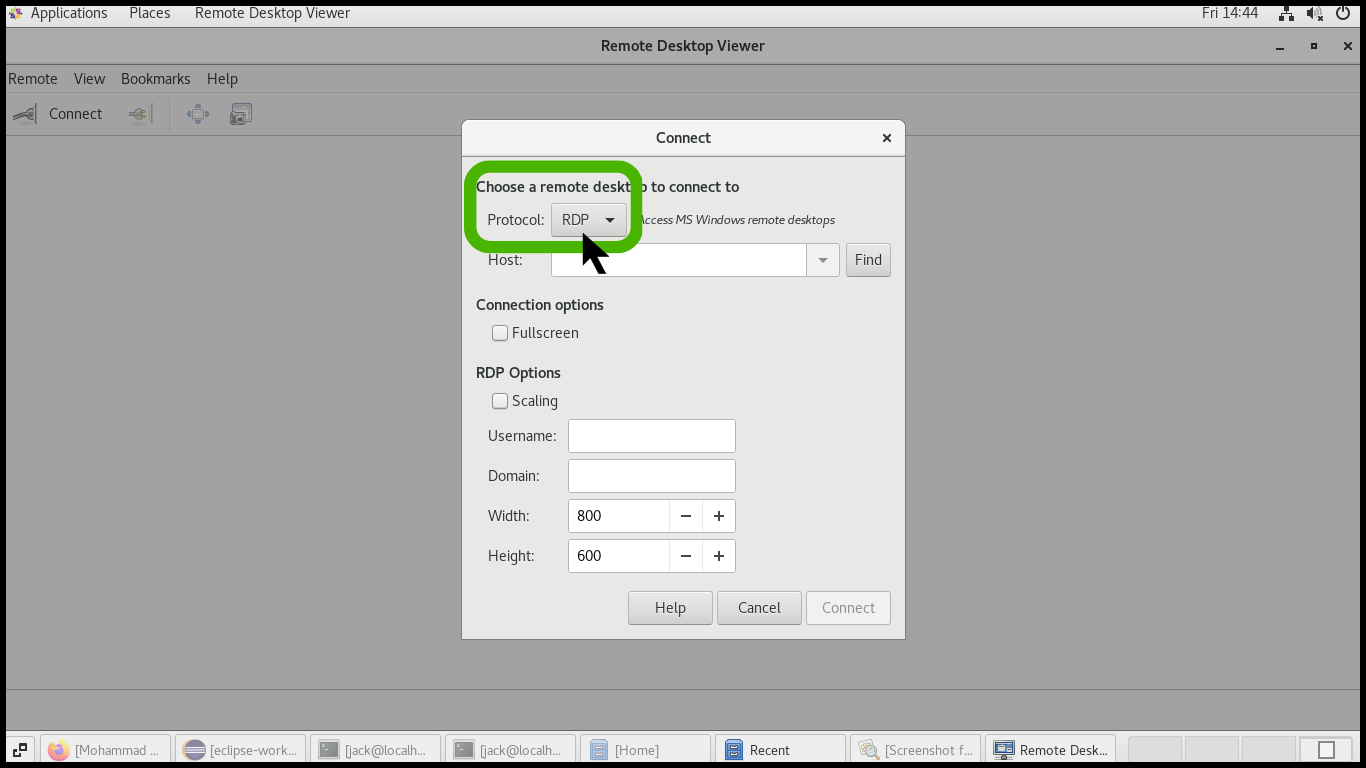 Applications Places Remote Desktop Viewer Fri 14:44
Remote Desktop Viewer
Remote View Bookmarks Help
Connect
Connect
Choose a remote desktop to connect to
Protocol: RDP Access MS Windows remote desktops
Host: Find
Connection options
Fullscreen
RDP Options
Scaling
Username:
Domain:
Width: 800
Height: 600
Help Cancel Connect
[Mohammad ... [eclipse-work... [jack@localh... [jack@localh... [Home] Recent [Screenshot f... Remote Desk...